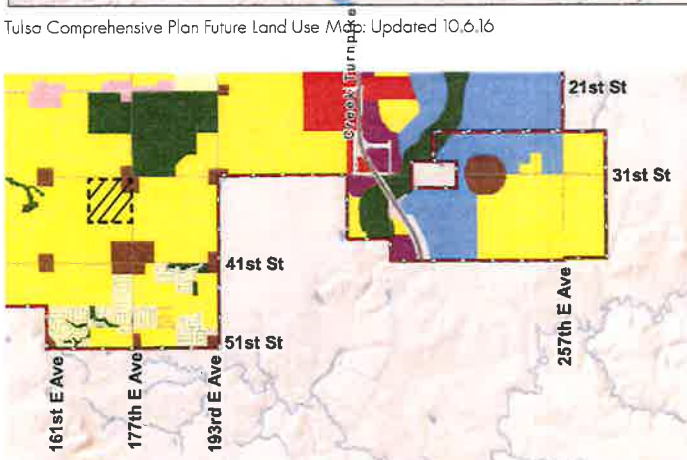 Tulsa Comprehensive Plan Future Land Use Map: Updated 10.6.16
Creek Turnpike
21st St
31st St
41st St
51st St
161st E Ave
177th E Ave
193rd E Ave
257th E Ave